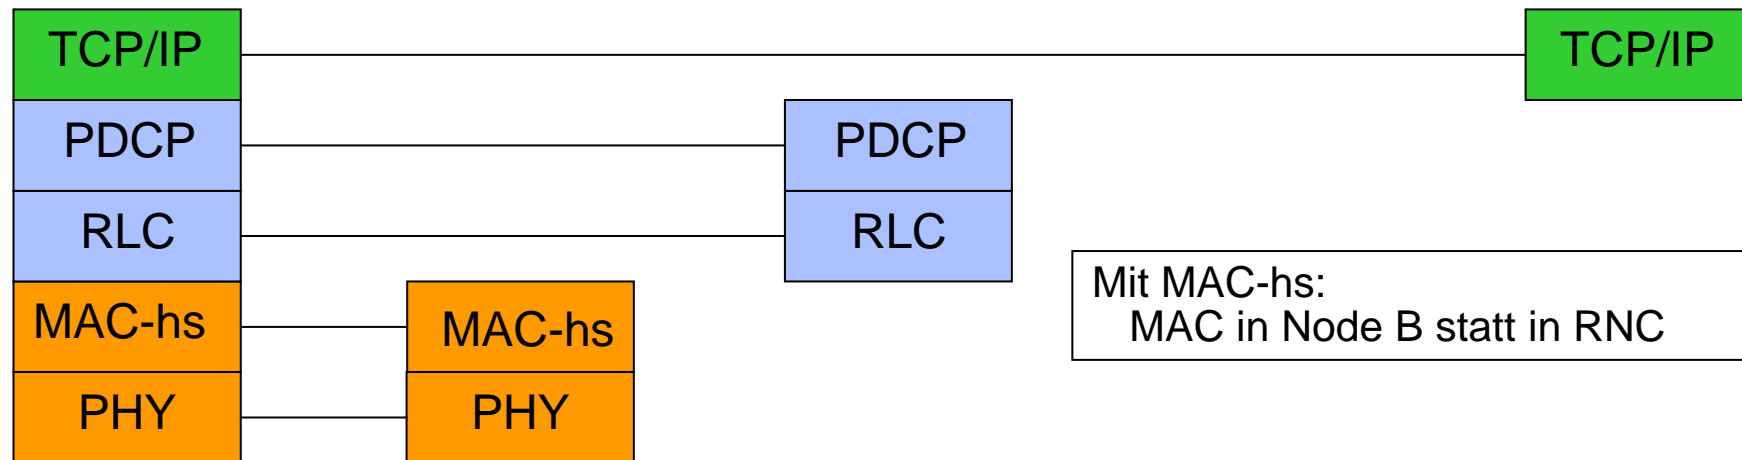 TCP/IP
TCP/IP
PDCP
PDCP
RLC
RLC
MAC-hs
MAC-hs
PHY
PHY
Mit MAC-hs:
MAC in Node B statt in RNC